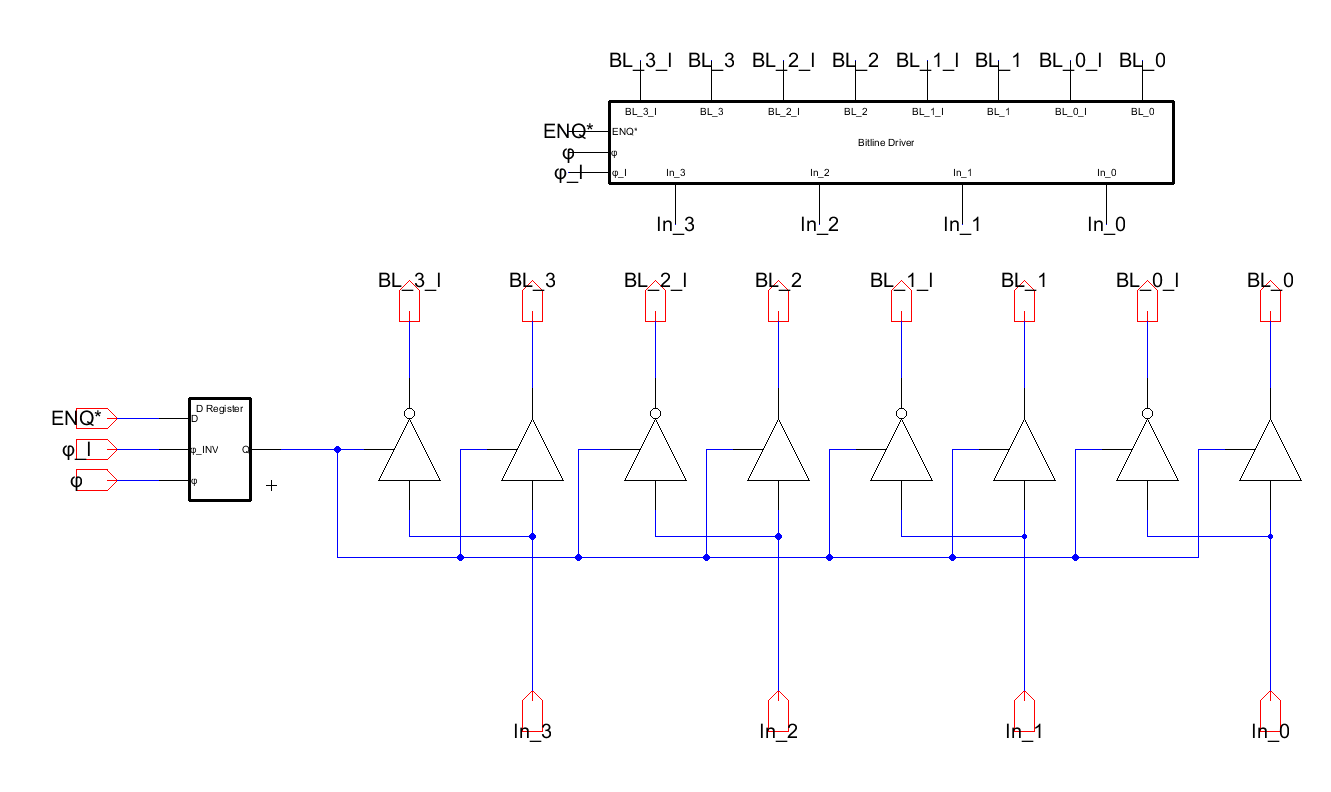 BL_3_I BL_3 BL_2_I BL_2 BL_1_I BL_1 BL_0_I BL_0
BL_3_I BL_3 BL_2_I BL_2 BL_1_I BL_1 BL_0_I BL_0
ENQ* ENQ*
Bitline Driver
φ φ
φ_I φ_I In_3 In_2 In_1 In_0
In_3 In_2 In_1 In_0
BL_3_I BL_3 BL_2_I BL_2 BL_1_I BL_1 BL_0_I BL_0
D Register
ENQ* D
φ_I φ_INV Q
φ φ
In_3 In_2 In_1 In_0